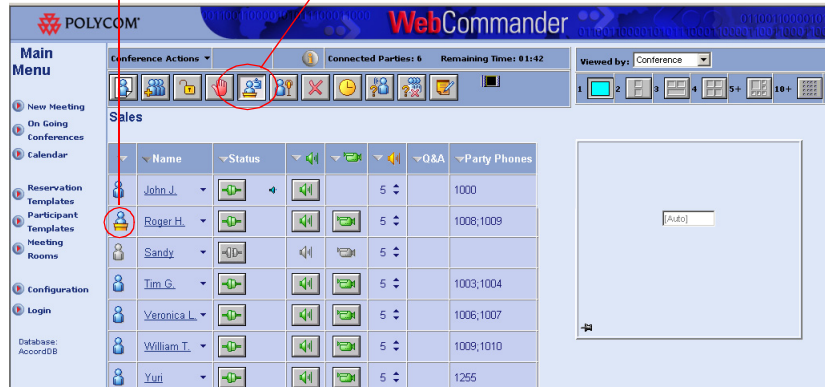 POLYCOM
WebCommander
Main
Menu
New Meeting
On Going
Conferences
Calendar
Reservation
Templates
Participant
Templates
Meeting
Rooms
Configuration
Login
Database:
AccordDB
Conference Actions
Connected Parties: 6 Remaining Time: 01:42
Viewed by: Conference
1 2 3 4 5+ 10+
Sales
Name Status Q&A Party Phones
John J. 5 1000
Roger H. 5 1008;1009
Sandy 5
Tim G. 5 1003;1004
Veronica L. 5 1006;1007
William T. 5 1009;1010
Yuri 5 1255
[Auto]